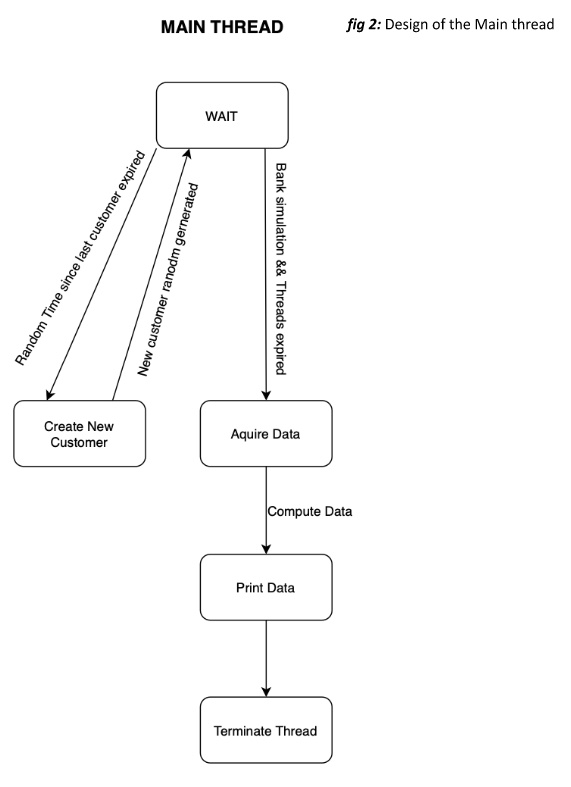 MAIN THREAD
fig 2: Design of the Main thread
WAIT
Random Time since last customer expired
New customer ranodm gernerated
Bank simulation && Threads expired
Create New
Customer
Aquire Data
Compute Data
Print Data
Terminate Thread